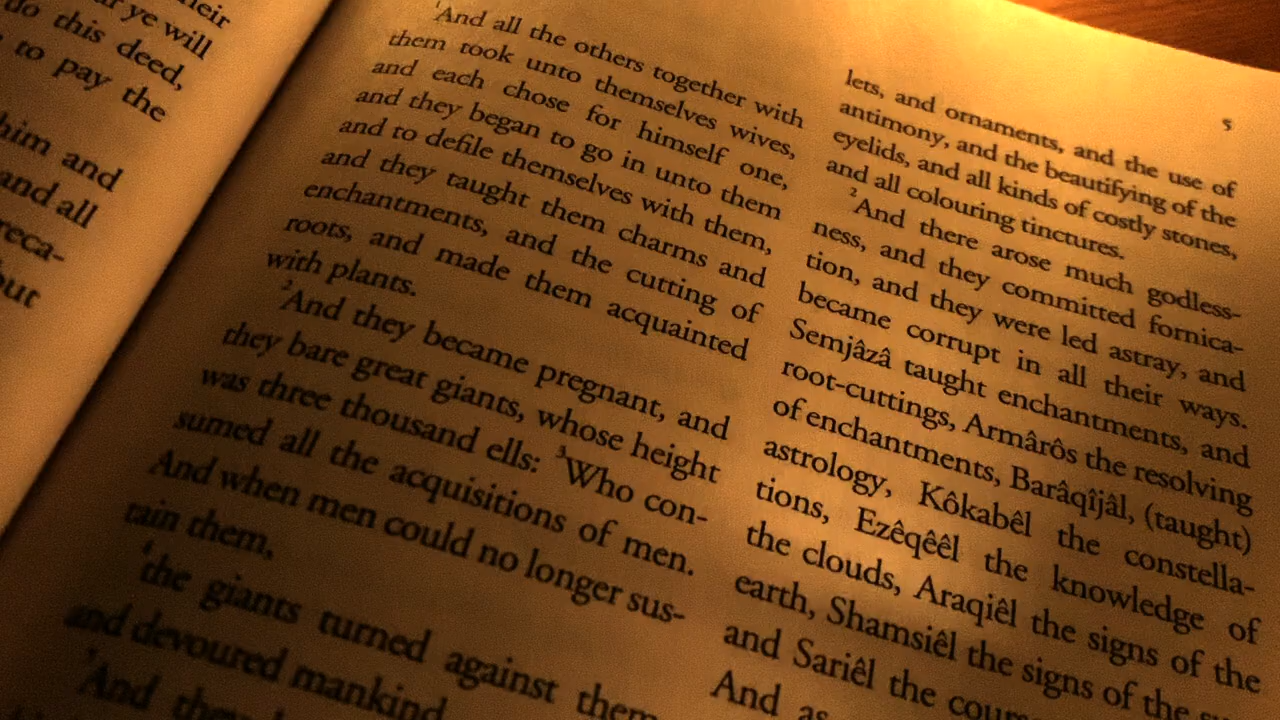 their
ye will
do this deed,
to pay the
him and
and all
reca-
but
¹And all the others together with
them took unto themselves wives,
and each chose for himself one,
and they began to go in unto them
and to defile themselves with them,
and they taught them charms and
enchantments, and the cutting of
roots, and made them acquainted
with plants.
²And they became pregnant, and
they bare great giants, whose height
was three thousand ells: ³Who con-
sumed all the acquisitions of men.
And when men could no longer sus-
tain them,
⁴the giants turned against them
and devoured mankind
And they
5
lets, and ornaments, and the use of
antimony, and the beautifying of the
eyelids, and all kinds of costly stones,
and all colouring tinctures.
²And there arose much godless-
ness, and they committed fornica-
tion, and they were led astray, and
became corrupt in all their ways.
Semjâzâ taught enchantments, and
root-cuttings, Armârôs the resolving
of enchantments, Barâqîjâl, (taught)
astrology, Kôkabêl the constella-
tions, Ezêqêêl the knowledge of
the clouds, Araqiêl the signs of the
earth, Shamsiêl the signs of the
and Sariêl the
And as